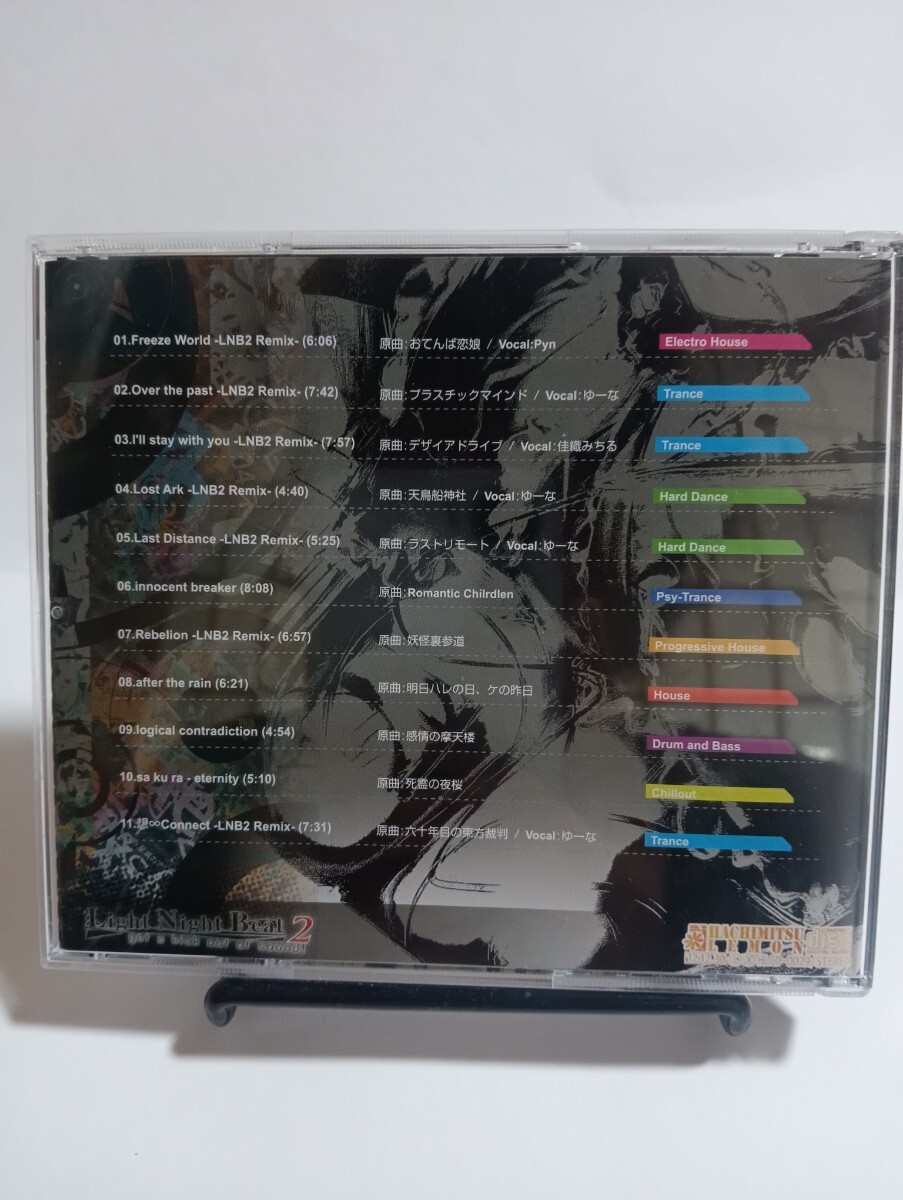 01.Freeze World -LNB2 Remix- (6:06) 原曲:おてんば恋娘 / Vocal:Pyn Electro House
02.Over the past -LNB2 Remix- (7:42) 原曲:プラスチックマインド / Vocal:ゆーな Trance
03.I'll stay with you -LNB2 Remix- (7:57) 原曲:デザイアドライブ / Vocal:佳織みちる Trance
04.Lost Ark -LNB2 Remix- (4:40) 原曲:天鳥船神社 / Vocal:ゆーな Hard Dance
05.Last Distance -LNB2 Remix- (5:25) 原曲:ラストリモート / Vocal:ゆーな Hard Dance
06.innocent breaker (8:08) 原曲:Romantic Chilrdlen Psy-Trance
07.Rebelion -LNB2 Remix- (6:57) 原曲:妖怪裏参道 Progressive House
08.after the rain (6:21) 原曲:明日ハレの日、ケの昨日 House
09.logical contradiction (4:54) 原曲:感情の摩天楼 Drum and Bass
10.sa ku ra - eternity (5:10) 原曲:死霊の夜桜 Chillout
11.想∞Connect -LNB2 Remix- (7:31) 原曲:六十年目の東方裁判 / Vocal:ゆーな Trance
Light Night Beat 2
get a kick out of sound!
HACHIMITSU
LEMON